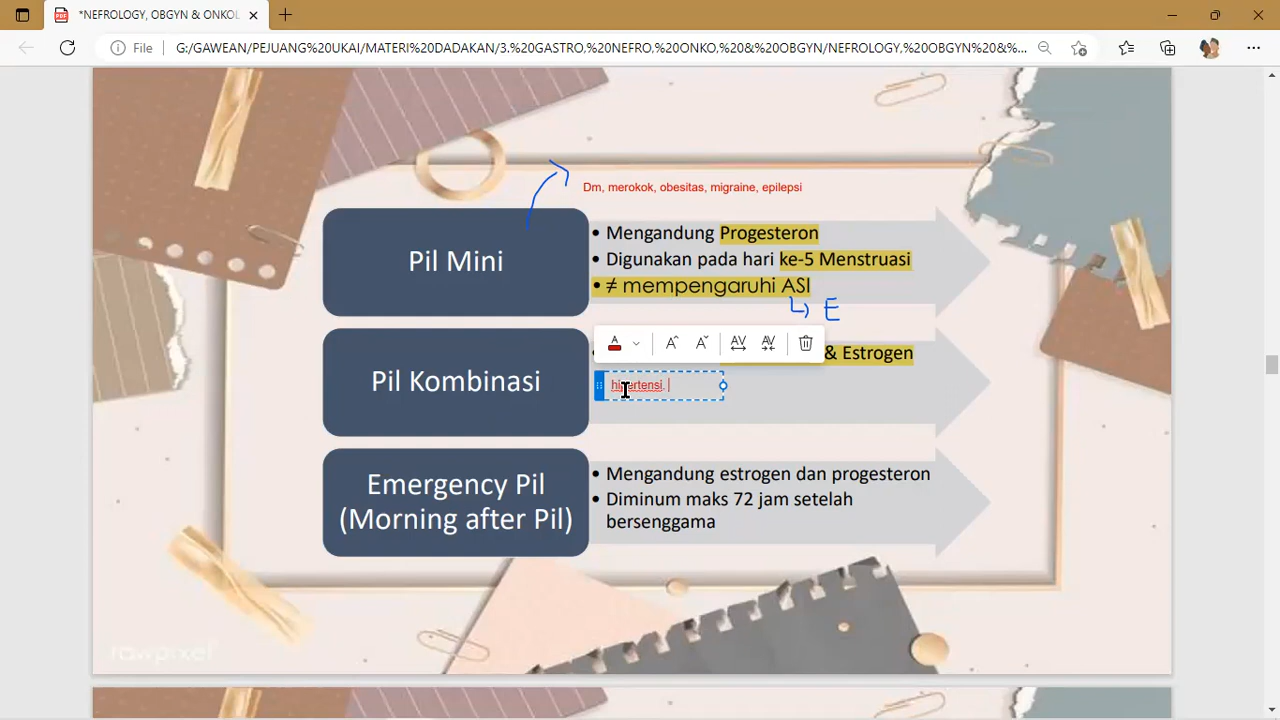 *NEFROLOGY, OBGYN & ONKOL
File
G:/GAWEAN/PEJUANG%20UKAI/MATERI%20DADAKAN/3.%20GASTRO,%20NEFRO,%20ONKO,%20&%20OBGYN/NEFROLOGY,%20OBGYN%20&%...
Dm, merokok, obesitas, migraine, epilepsi
Pil Mini
• Mengandung Progesteron
• Digunakan pada hari ke-5 Menstruasi
• ≠ mempengaruhi ASI
E
Pil Kombinasi
& Estrogen
hipertensi.
Emergency Pil
(Morning after Pil)
• Mengandung estrogen dan progesteron
• Diminum maks 72 jam setelah
bersenggama
rawpixel